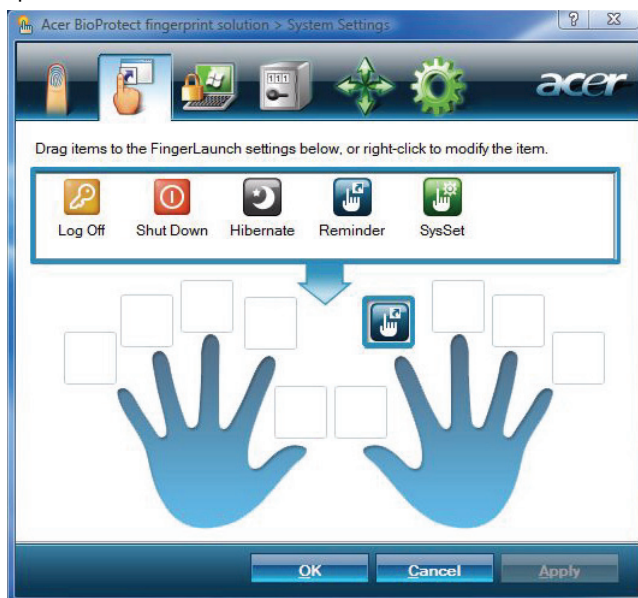 Acer BioProtect fingerprint solution > System Settings
acer
Drag items to the FingerLaunch settings below, or right-click to modify the item.
Log Off Shut Down Hibernate Reminder SysSet
OK Cancel Apply